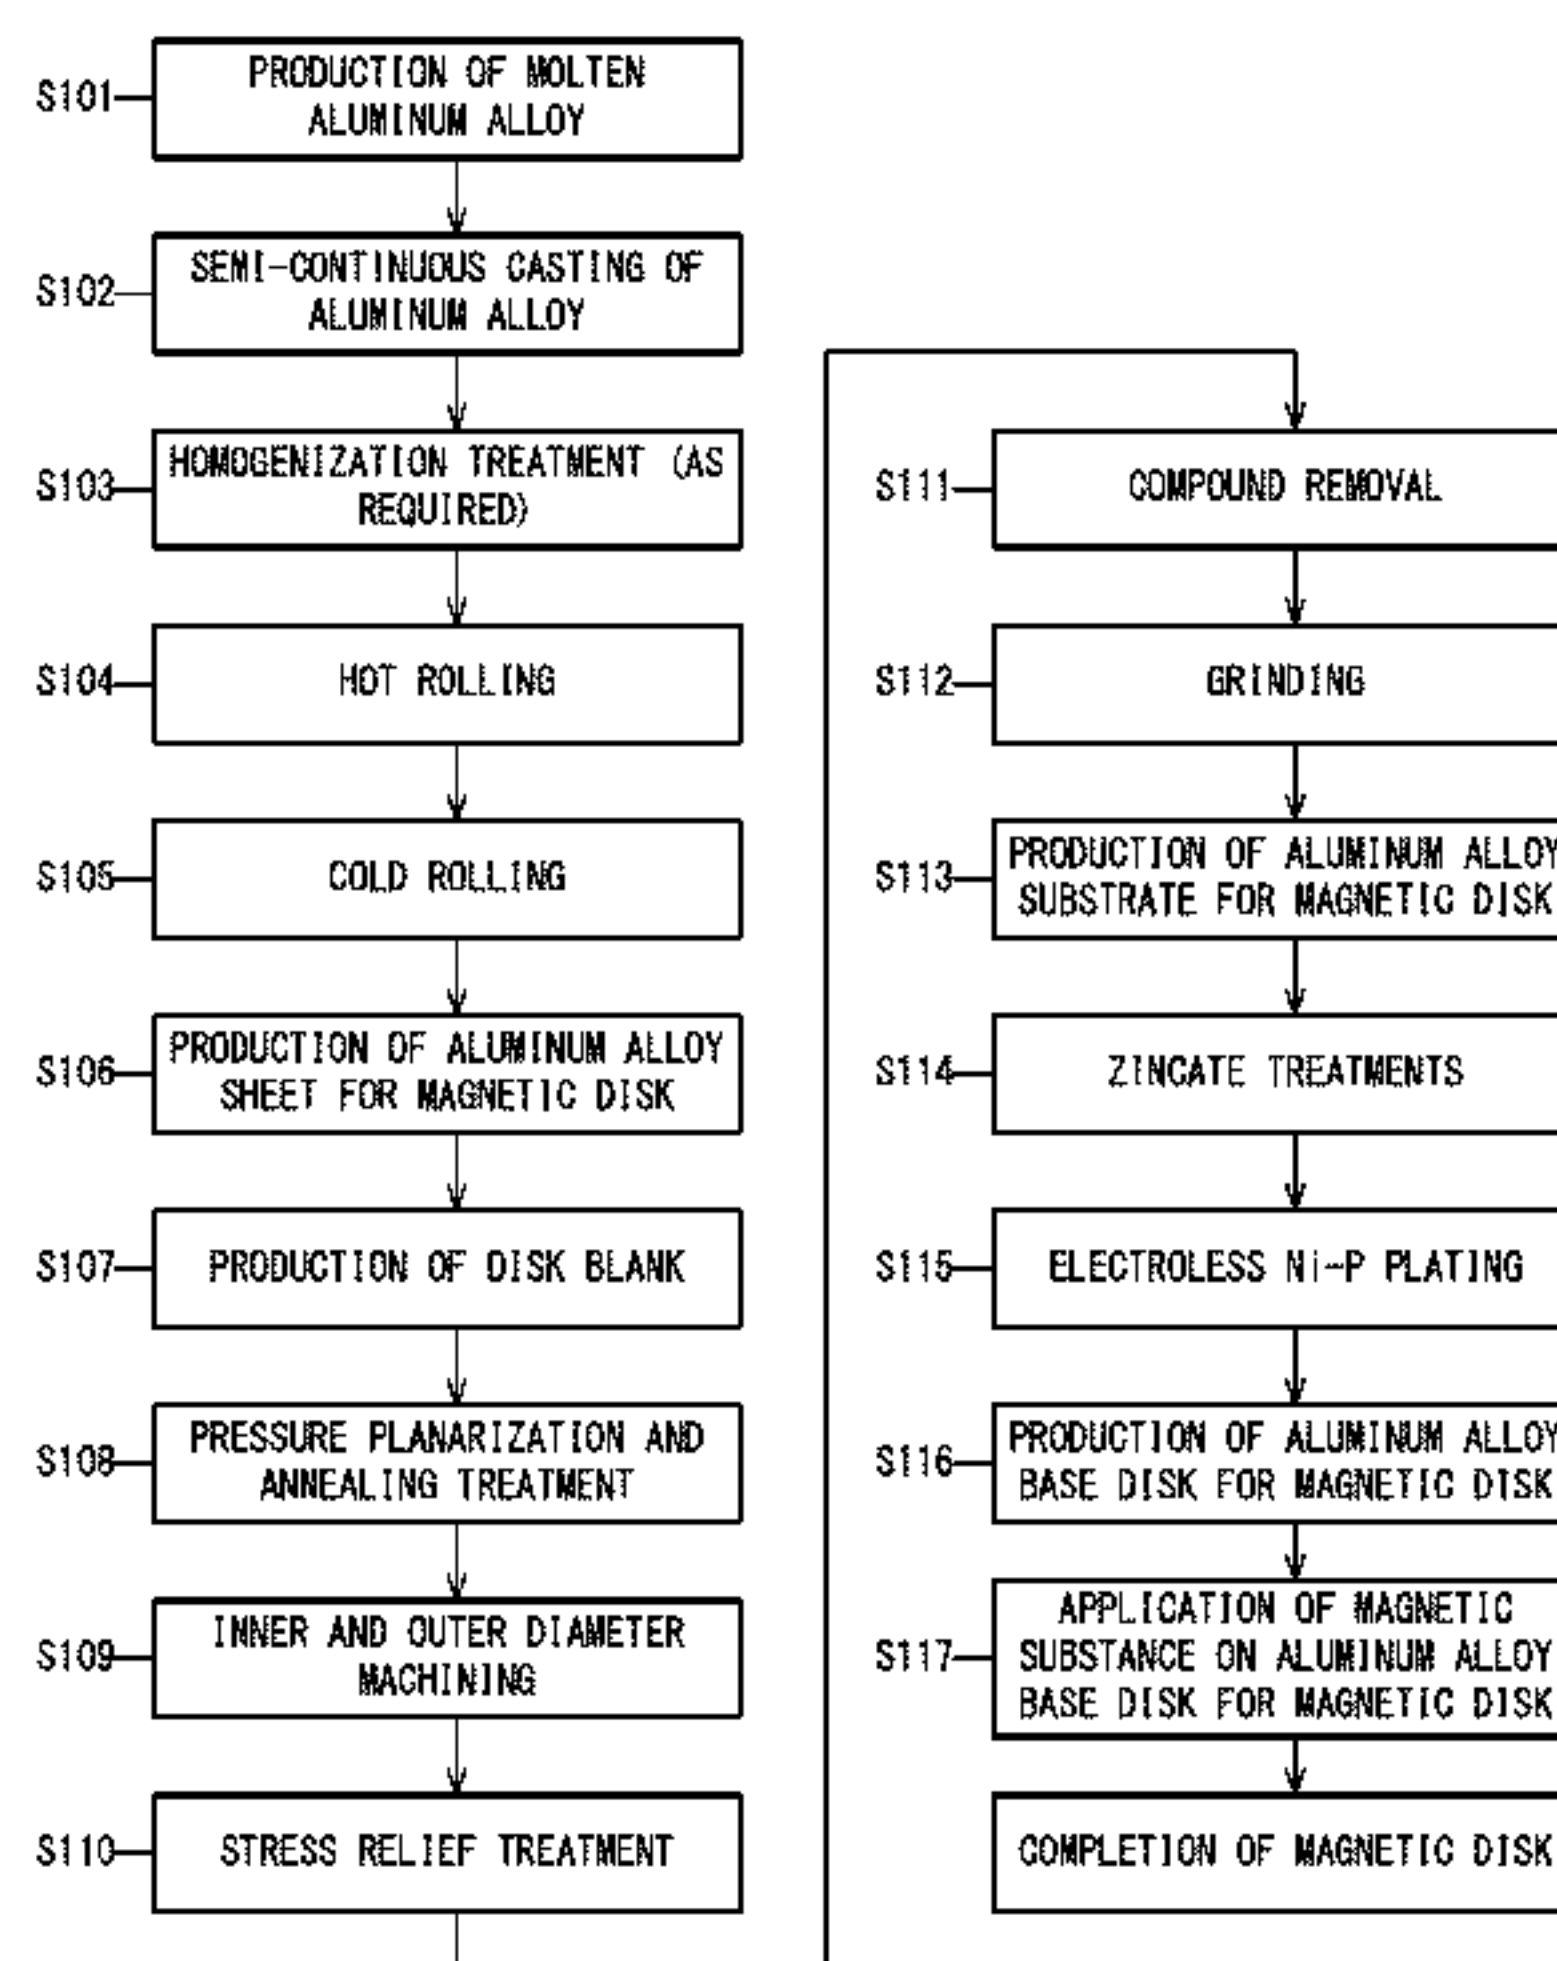 S101
PRODUCTION OF MOLTEN
ALUMINUM ALLOY
S102
SEMI-CONTINUOUS CASTING OF
ALUMINUM ALLOY
S103
HOMOGENIZATION TREATMENT (AS
REQUIRED)
S104
HOT ROLLING
S105
COLD ROLLING
S106
PRODUCTION OF ALUMINUM ALLOY
SHEET FOR MAGNETIC DISK
S107
PRODUCTION OF DISK BLANK
S108
PRESSURE PLANARIZATION AND
ANNEALING TREATMENT
S109
INNER AND OUTER DIAMETER
MACHINING
S110
STRESS RELIEF TREATMENT
S111
COMPOUND REMOVAL
S112
GRINDING
S113
PRODUCTION OF ALUMINUM ALLOY
SUBSTRATE FOR MAGNETIC DISK
S114
ZINCATE TREATMENTS
S115
ELECTROLESS Ni-P PLATING
S116
PRODUCTION OF ALUMINUM ALLOY
BASE DISK FOR MAGNETIC DISK
S117
APPLICATION OF MAGNETIC
SUBSTANCE ON ALUMINUM ALLOY
BASE DISK FOR MAGNETIC DISK
COMPLETION OF MAGNETIC DISK